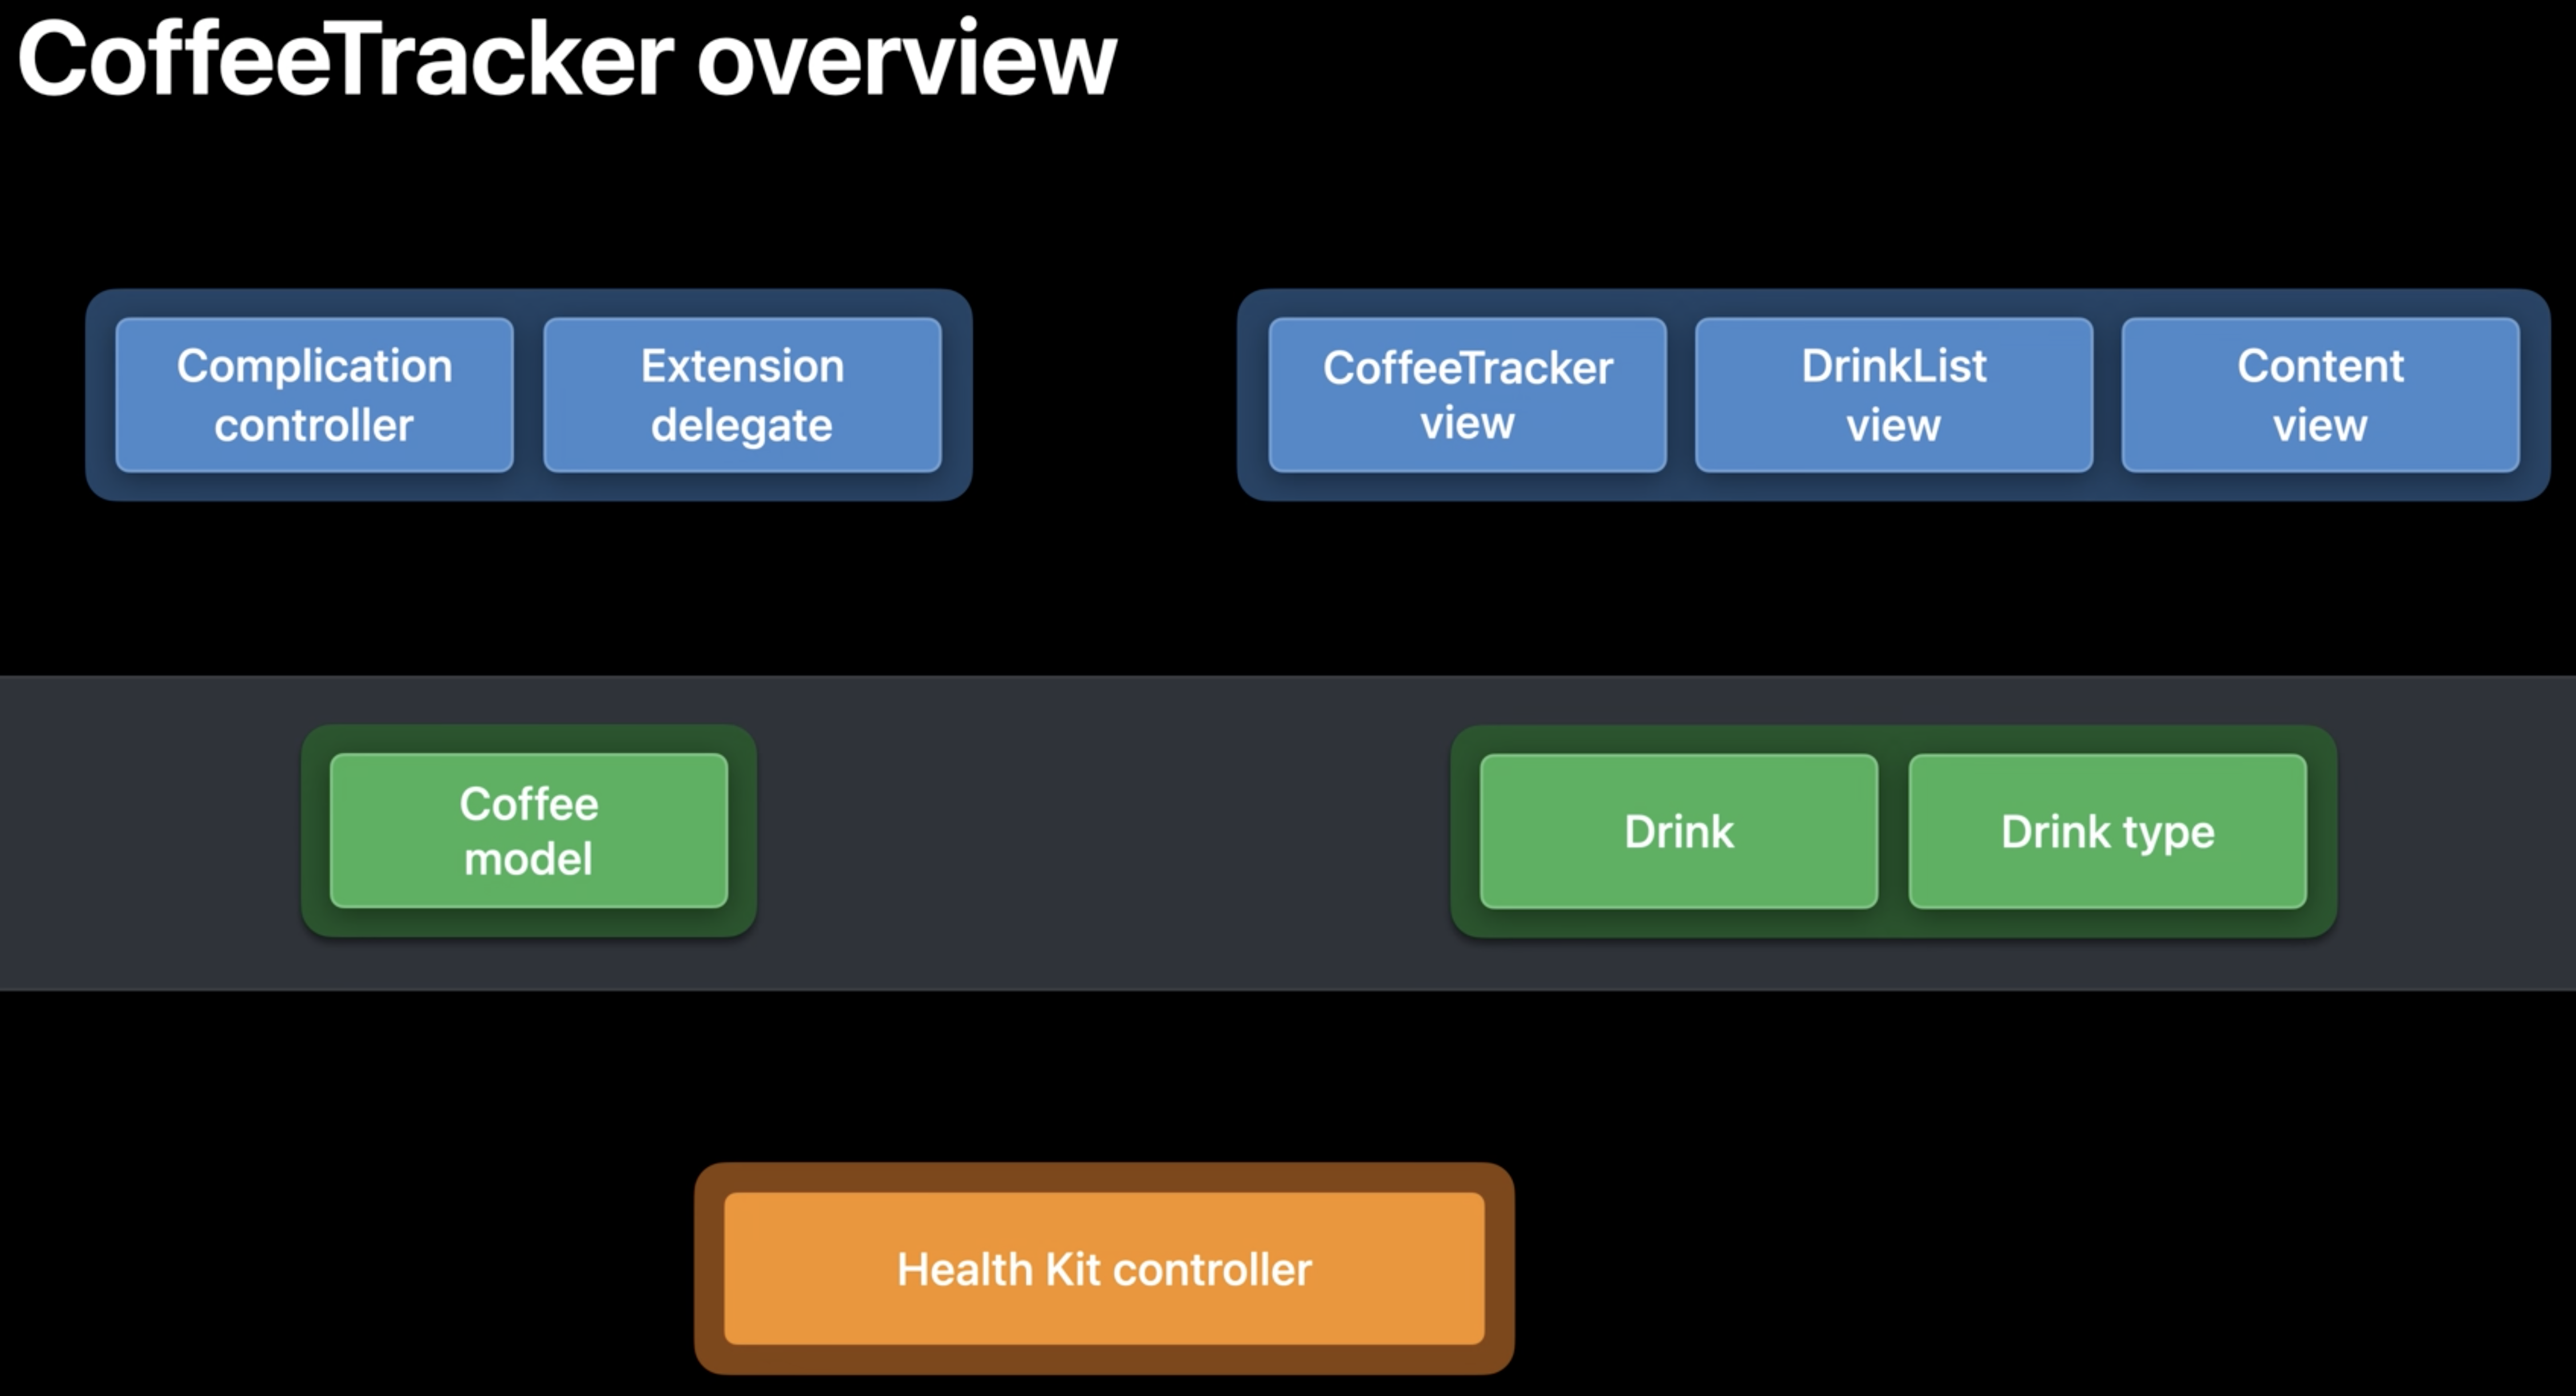 CoffeeTracker overview
Complication
controller
Extension
delegate
CoffeeTracker
view
DrinkList
view
Content
view
Coffee
model
Drink
Drink type
Health Kit controller